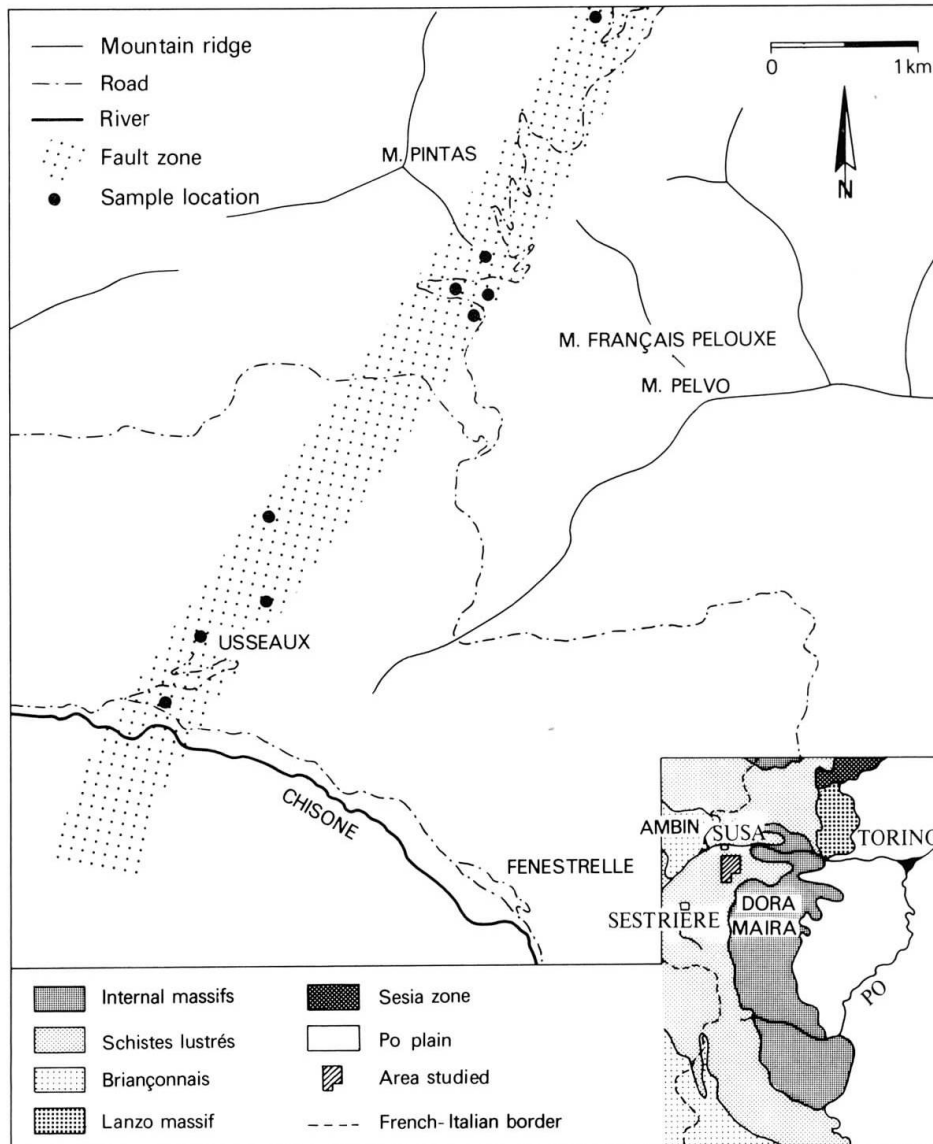 Mountain ridge
Road
River
Fault zone
Sample location
0 1km
N
M. PINTAS
M. FRANÇAIS PELOUXE
M. PELVO
USSEAUX
CHISONE
FENESTRELLE
AMBIN
SUSA
TORINO
SESTRIÈRE
DORA
MAIRA
PO
Internal massifs
Schistes lustrés
Briançonnais
Lanzo massif
Sesia zone
Po plain
Area studied
French-Italian border